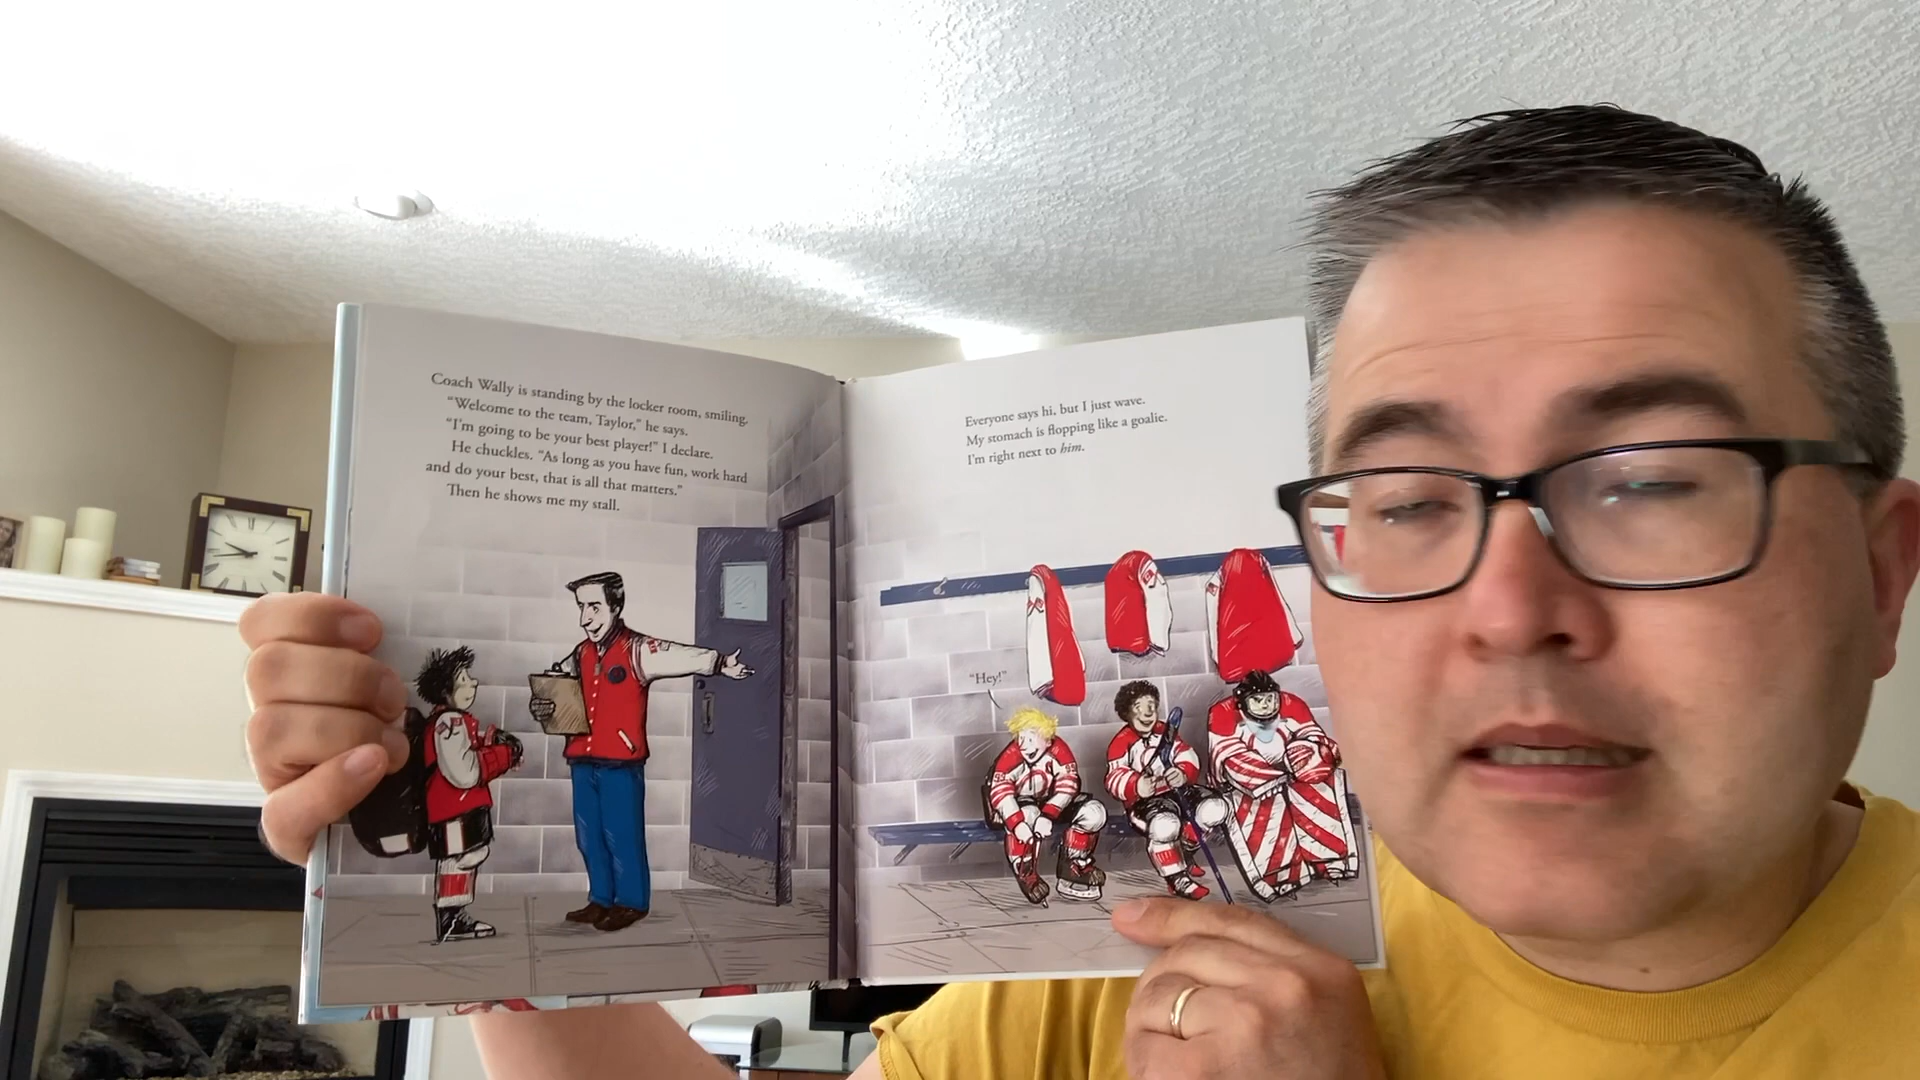 Coach Wally is standing by the locker room, smiling.
“Welcome to the team, Taylor,” he says.
“I'm going to be your best player!” I declare.
He chuckles. “As long as you have fun, work hard
and do your best, that is all that matters.”
Then he shows me my stall.
Everyone says hi, but I just wave.
My stomach is flopping like a goalie.
I'm right next to him.
“Hey!”